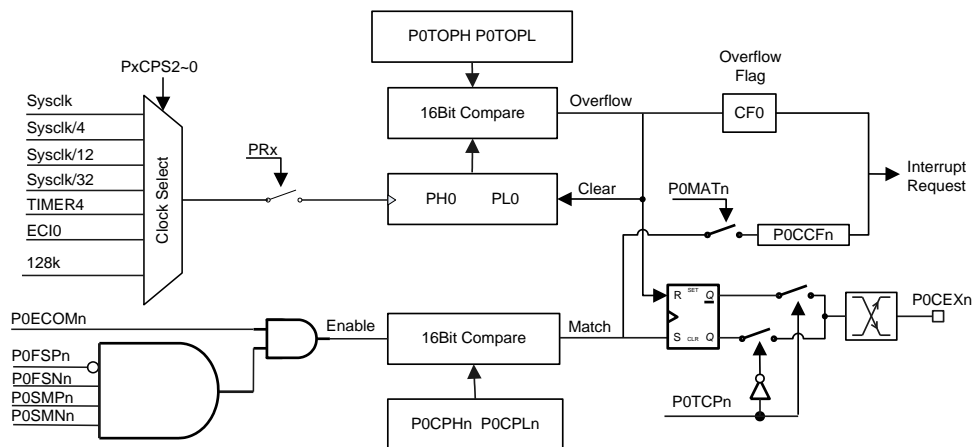 P0TOPH P0TOPL
Overflow
Flag
PxCPS2~0
Sysclk
16Bit Compare
Overflow
CF0
Sysclk/4
Sysclk/12
PRx
Interrupt
Request
Sysclk/32
Clock Select
PH0 PL0
Clear
P0MATn
TIMER4
ECI0
P0CCFn
128k
P0ECOMn
Enable
16Bit Compare
Match
R SET Q
S CLR Q
P0CEXn
P0FSPn
P0FSNn
P0SMPn
P0SMNn
P0CPHn P0CPLn
P0TCPn